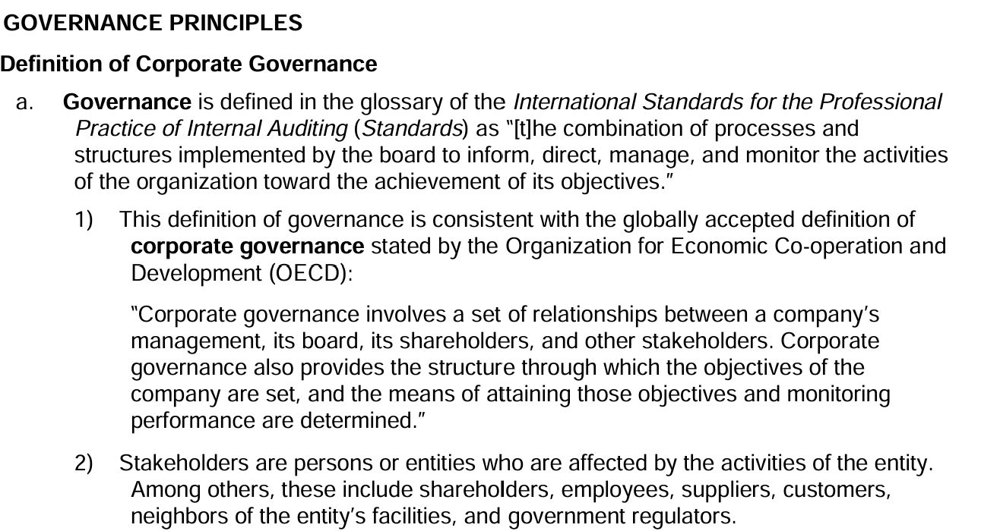 GOVERNANCE PRINCIPLES
Definition of Corporate Governance
a. Governance is defined in the glossary of the International Standards for the Professional
Practice of Internal Auditing (Standards) as “[t]he combination of processes and
structures implemented by the board to inform, direct, manage, and monitor the activities
of the organization toward the achievement of its objectives.”
1) This definition of governance is consistent with the globally accepted definition of
corporate governance stated by the Organization for Economic Co-operation and
Development (OECD):
“Corporate governance involves a set of relationships between a company’s
management, its board, its shareholders, and other stakeholders. Corporate
governance also provides the structure through which the objectives of the
company are set, and the means of attaining those objectives and monitoring
performance are determined.”
2) Stakeholders are persons or entities who are affected by the activities of the entity.
Among others, these include shareholders, employees, suppliers, customers,
neighbors of the entity’s facilities, and government regulators.